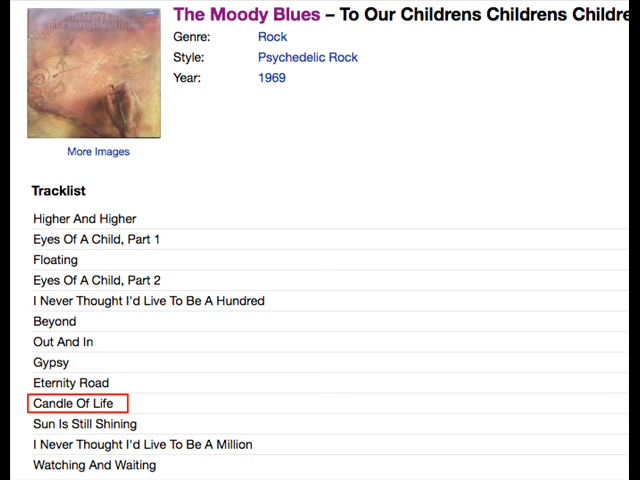 The Moody Blues – To Our Childrens Childrens Childre
Genre: Rock
Style: Psychedelic Rock
Year: 1969
More Images
Tracklist
Higher And Higher
Eyes Of A Child, Part 1
Floating
Eyes Of A Child, Part 2
I Never Thought I'd Live To Be A Hundred
Beyond
Out And In
Gypsy
Eternity Road
Candle Of Life
Sun Is Still Shining
I Never Thought I'd Live To Be A Million
Watching And Waiting